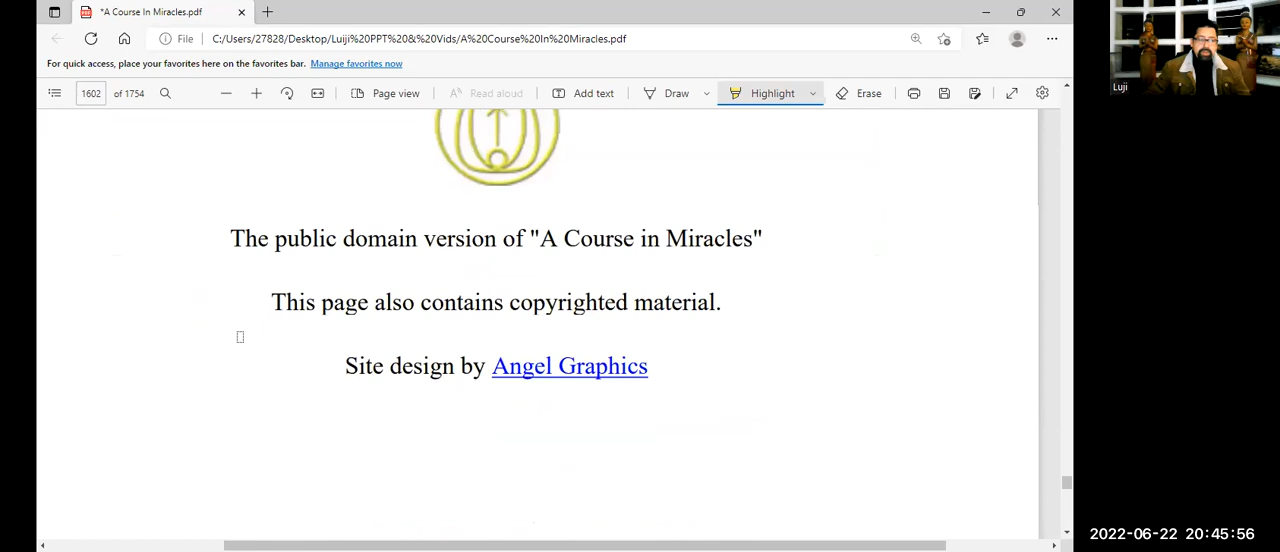 *A Course In Miracles.pdf
File C:/Users/27828/Desktop/Luiji%20PPT%20&%20Vids/A%20Course%20In%20Miracles.pdf
For quick access, place your favorites here on the favorites bar. Manage favorites now
1602 of 1754 Page view Read aloud Add text Draw Highlight Erase
The public domain version of "A Course in Miracles"
This page also contains copyrighted material.
Site design by Angel Graphics
Luji
2022-06-22 20:45:56